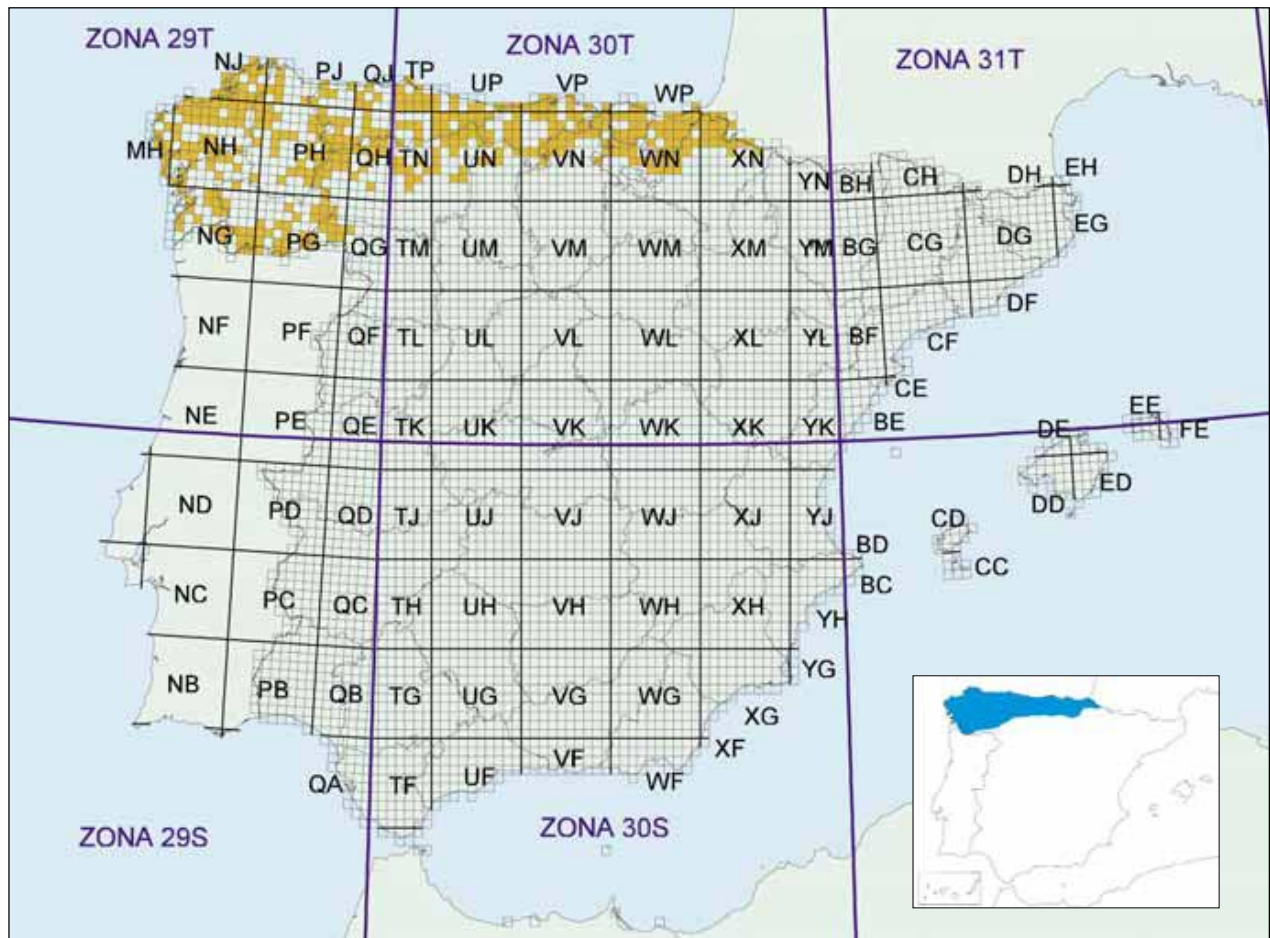 ZONA 29T
ZONA 30T
ZONA 31T
NJ PJ QJ TP UP VP WP
MH NH PH QH TN UN VN WN XN YN BH CH DH EH
NG PG QG TM UM VM WM XM YM BG CG DG EG
NF PF QF TL UL VL WL XL YL BF CF DF
NE PE QE TK UK VK WK XK YK BE CE DE EE FE
ND PD QD TJ UJ VJ WJ XJ YJ BD CD DD ED
NC PC QC TH UH VH WH XH YH BC CC
NB PB QB TG UG VG WG XG YG
QA TF UF VF WF XF
ZONA 29S
ZONA 30S